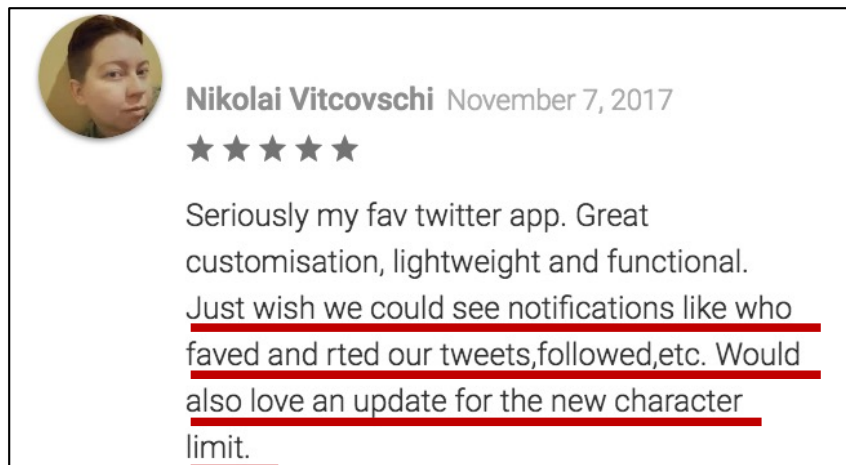 Nikolai Vitcovschi November 7, 2017
Seriously my fav twitter app. Great
customisation, lightweight and functional.
Just wish we could see notifications like who
faved and rted our tweets,followed,etc. Would
also love an update for the new character
limit.